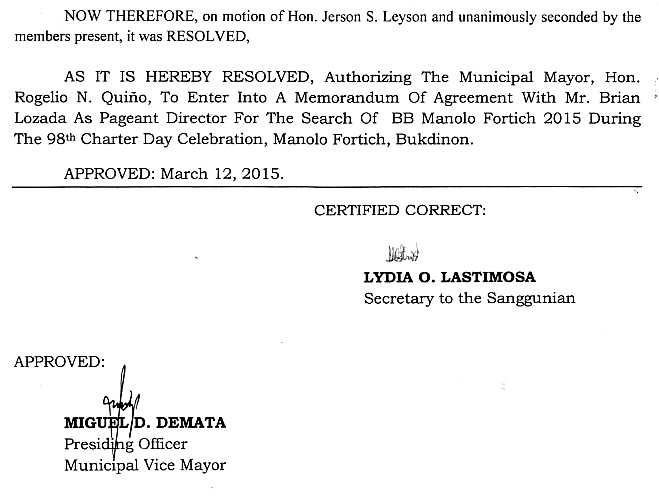 NOW THEREFORE, on motion of Hon. Jerson S. Leyson and unanimously seconded by the
members present, it was RESOLVED,
AS IT IS HEREBY RESOLVED, Authorizing The Municipal Mayor, Hon.
Rogelio N. Quiño, To Enter Into A Memorandum Of Agreement With Mr. Brian
Lozada As Pageant Director For The Search Of BB Manolo Fortich 2015 During
The 98th Charter Day Celebration, Manolo Fortich, Bukdinon.
APPROVED: March 12, 2015.
CERTIFIED CORRECT:
LYDIA O. LASTIMOSA
Secretary to the Sanggunian
APPROVED:
MIGUEL D. DEMATA
Presiding Officer
Municipal Vice Mayor